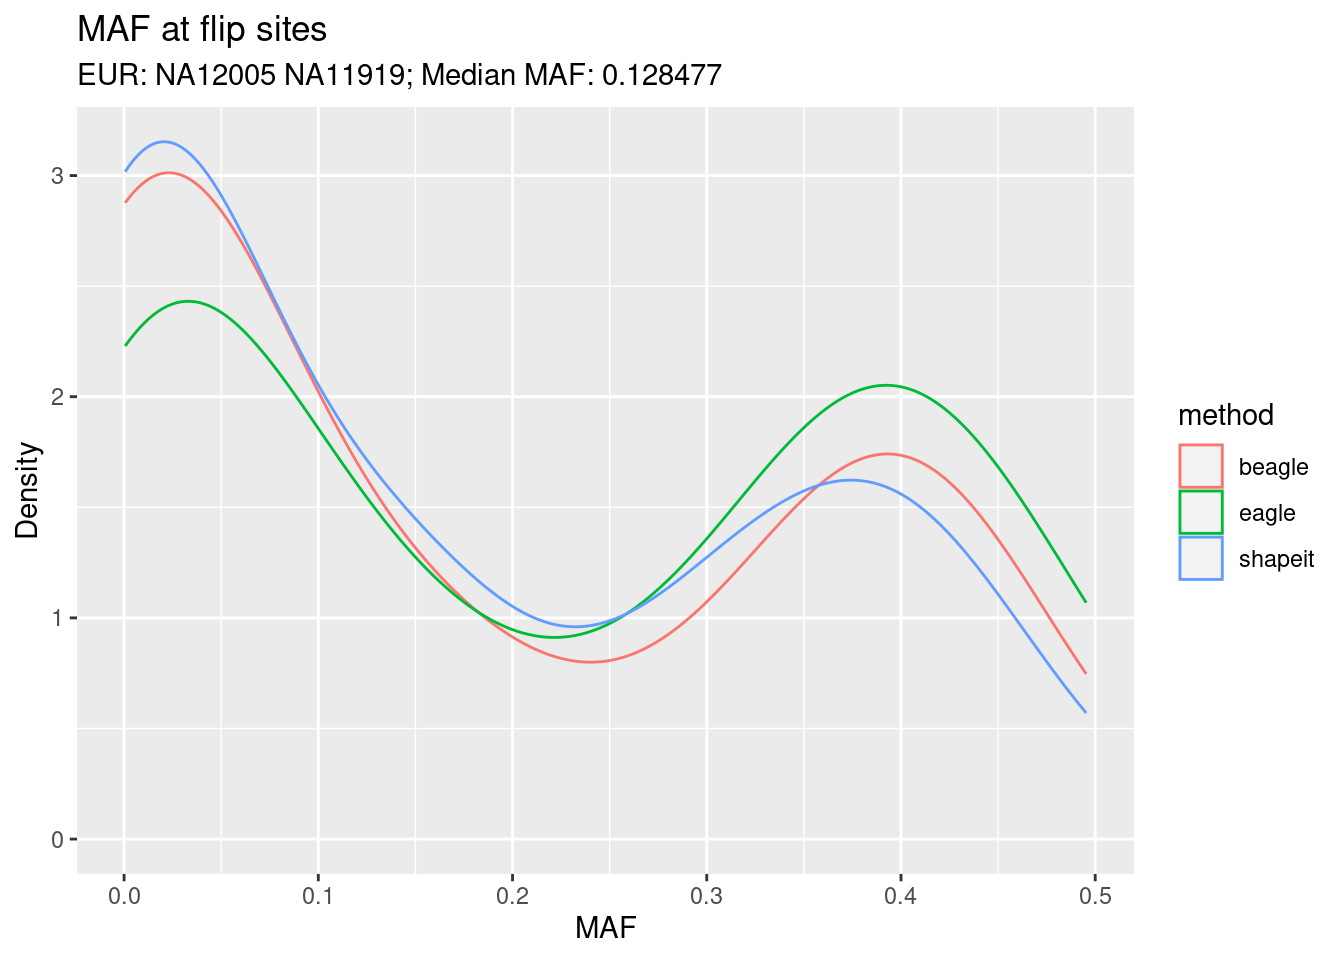 MAF at flip sites
EUR: NA12005 NA11919; Median MAF: 0.128477
Density
3
2
1
0
0.0 0.1 0.2 0.3 0.4 0.5
MAF
method
beagle
eagle
shapeit